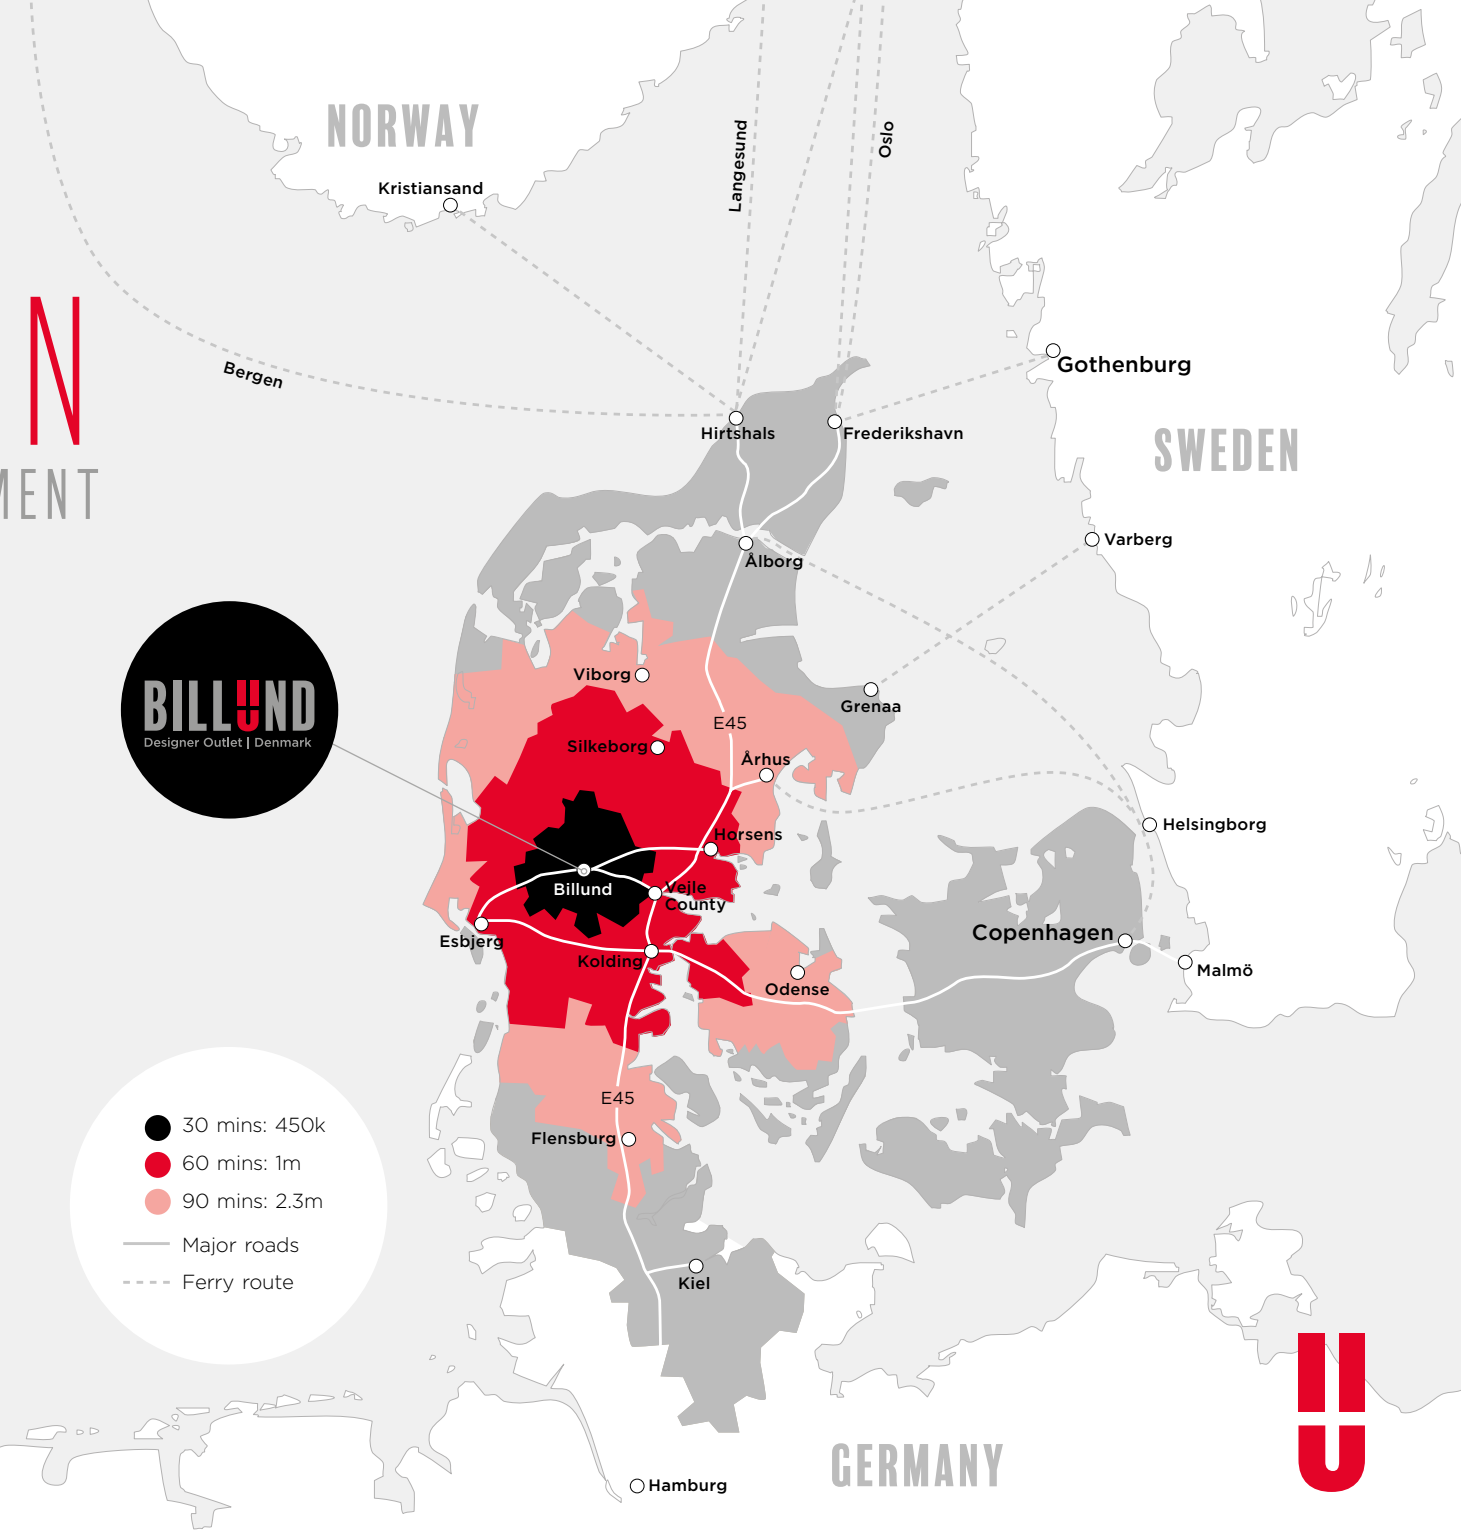 NORWAY
Kristiansand
Langesund
Oslo
Bergen
N
MENT
Gothenburg
Hirtshals
Frederikshavn
SWEDEN
Varberg
Ålborg
BILLUND
Designer Outlet | Denmark
Viborg
Grenaa
E45
Silkeborg
Århus
Horsens
Helsingborg
Billund
Vejle
County
Esbjerg
Kolding
Copenhagen
Malmö
Odense
E45
Flensburg
30 mins: 450k
60 mins: 1m
90 mins: 2.3m
Major roads
Ferry route
Kiel
GERMANY
Hamburg